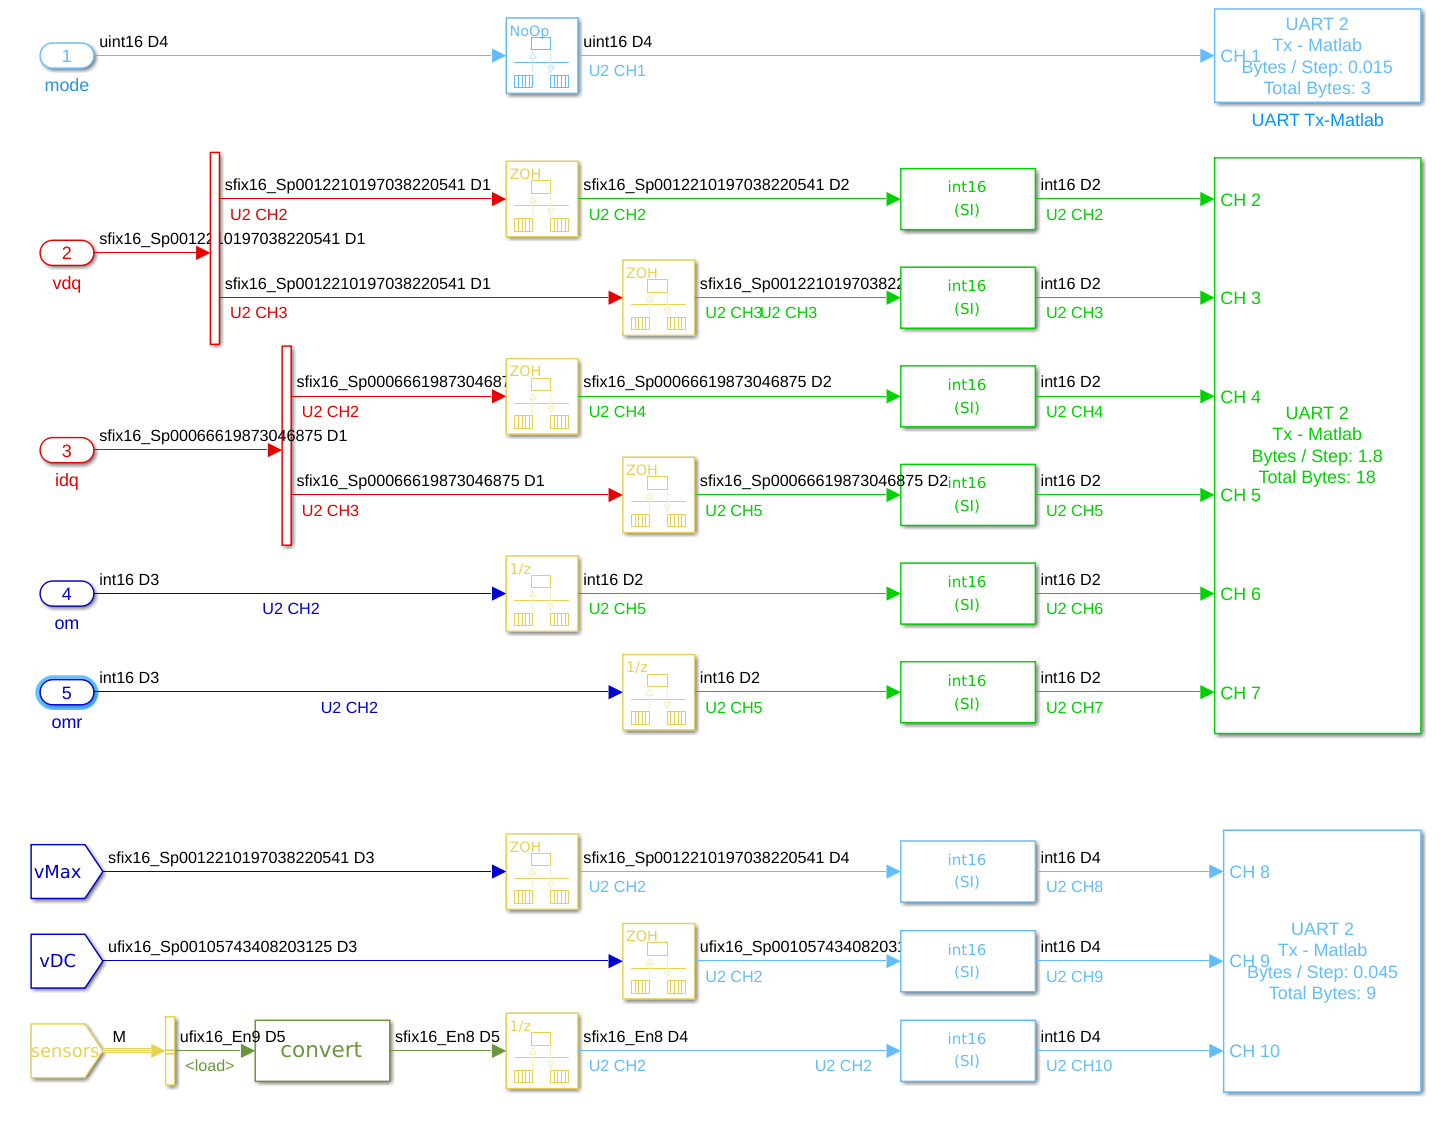 uint16 D4
1
mode
NoOp
uint16 D4
U2 CH1
CH 1
UART 2
Tx - Matlab
Bytes / Step: 0.015
Total Bytes: 3
UART Tx-Matlab
sfix16_Sp0012210197038220541 D1
2
vdq
sfix16_Sp0012210197038220541 D1
U2 CH2
ZOH
sfix16_Sp0012210197038220541 D2
U2 CH2
int16
(SI)
int16 D2
U2 CH2
CH 2
sfix16_Sp0012210197038220541 D1
U2 CH3
ZOH
sfix16_Sp001221019703822
U2 CH3
U2 CH3
int16
(SI)
int16 D2
U2 CH3
CH 3
sfix16_Sp00066619873046875 D1
3
idq
sfix16_Sp0006661987304687
U2 CH2
ZOH
sfix16_Sp00066619873046875 D2
U2 CH4
int16
(SI)
int16 D2
U2 CH4
CH 4
UART 2
Tx - Matlab
Bytes / Step: 1.8
Total Bytes: 18
sfix16_Sp00066619873046875 D1
U2 CH3
ZOH
sfix16_Sp00066619873046875 D2
U2 CH5
int16
(SI)
int16 D2
U2 CH5
CH 5
int16 D3
4
om
U2 CH2
1/z
int16 D2
U2 CH5
int16
(SI)
int16 D2
U2 CH6
CH 6
int16 D3
5
omr
U2 CH2
1/z
int16 D2
U2 CH5
int16
(SI)
int16 D2
U2 CH7
CH 7
vMax
sfix16_Sp0012210197038220541 D3
ZOH
sfix16_Sp0012210197038220541 D4
U2 CH2
int16
(SI)
int16 D4
U2 CH8
CH 8
vDC
ufix16_Sp00105743408203125 D3
ZOH
ufix16_Sp001057434082031
U2 CH2
int16
(SI)
int16 D4
U2 CH9
CH 9
UART 2
Tx - Matlab
Bytes / Step: 0.045
Total Bytes: 9
sensors
M
ufix16_En9 D5
<load>
convert
sfix16_En8 D5
1/z
sfix16_En8 D4
U2 CH2
U2 CH2
int16
(SI)
int16 D4
U2 CH10
CH 10